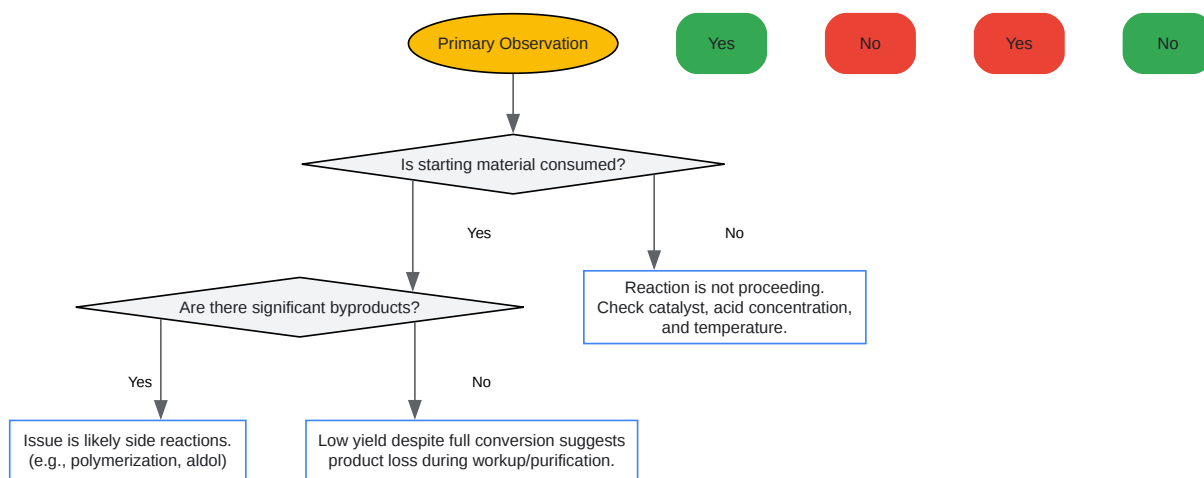 Primary Observation
Yes
No
Yes
No
Is starting material consumed?
Yes
No
Reaction is not proceeding.
Check catalyst, acid concentration,
and temperature.
Are there significant byproducts?
Yes
No
Issue is likely side reactions.
(e.g., polymerization, aldol)
Low yield despite full conversion suggests
product loss during workup/purification.